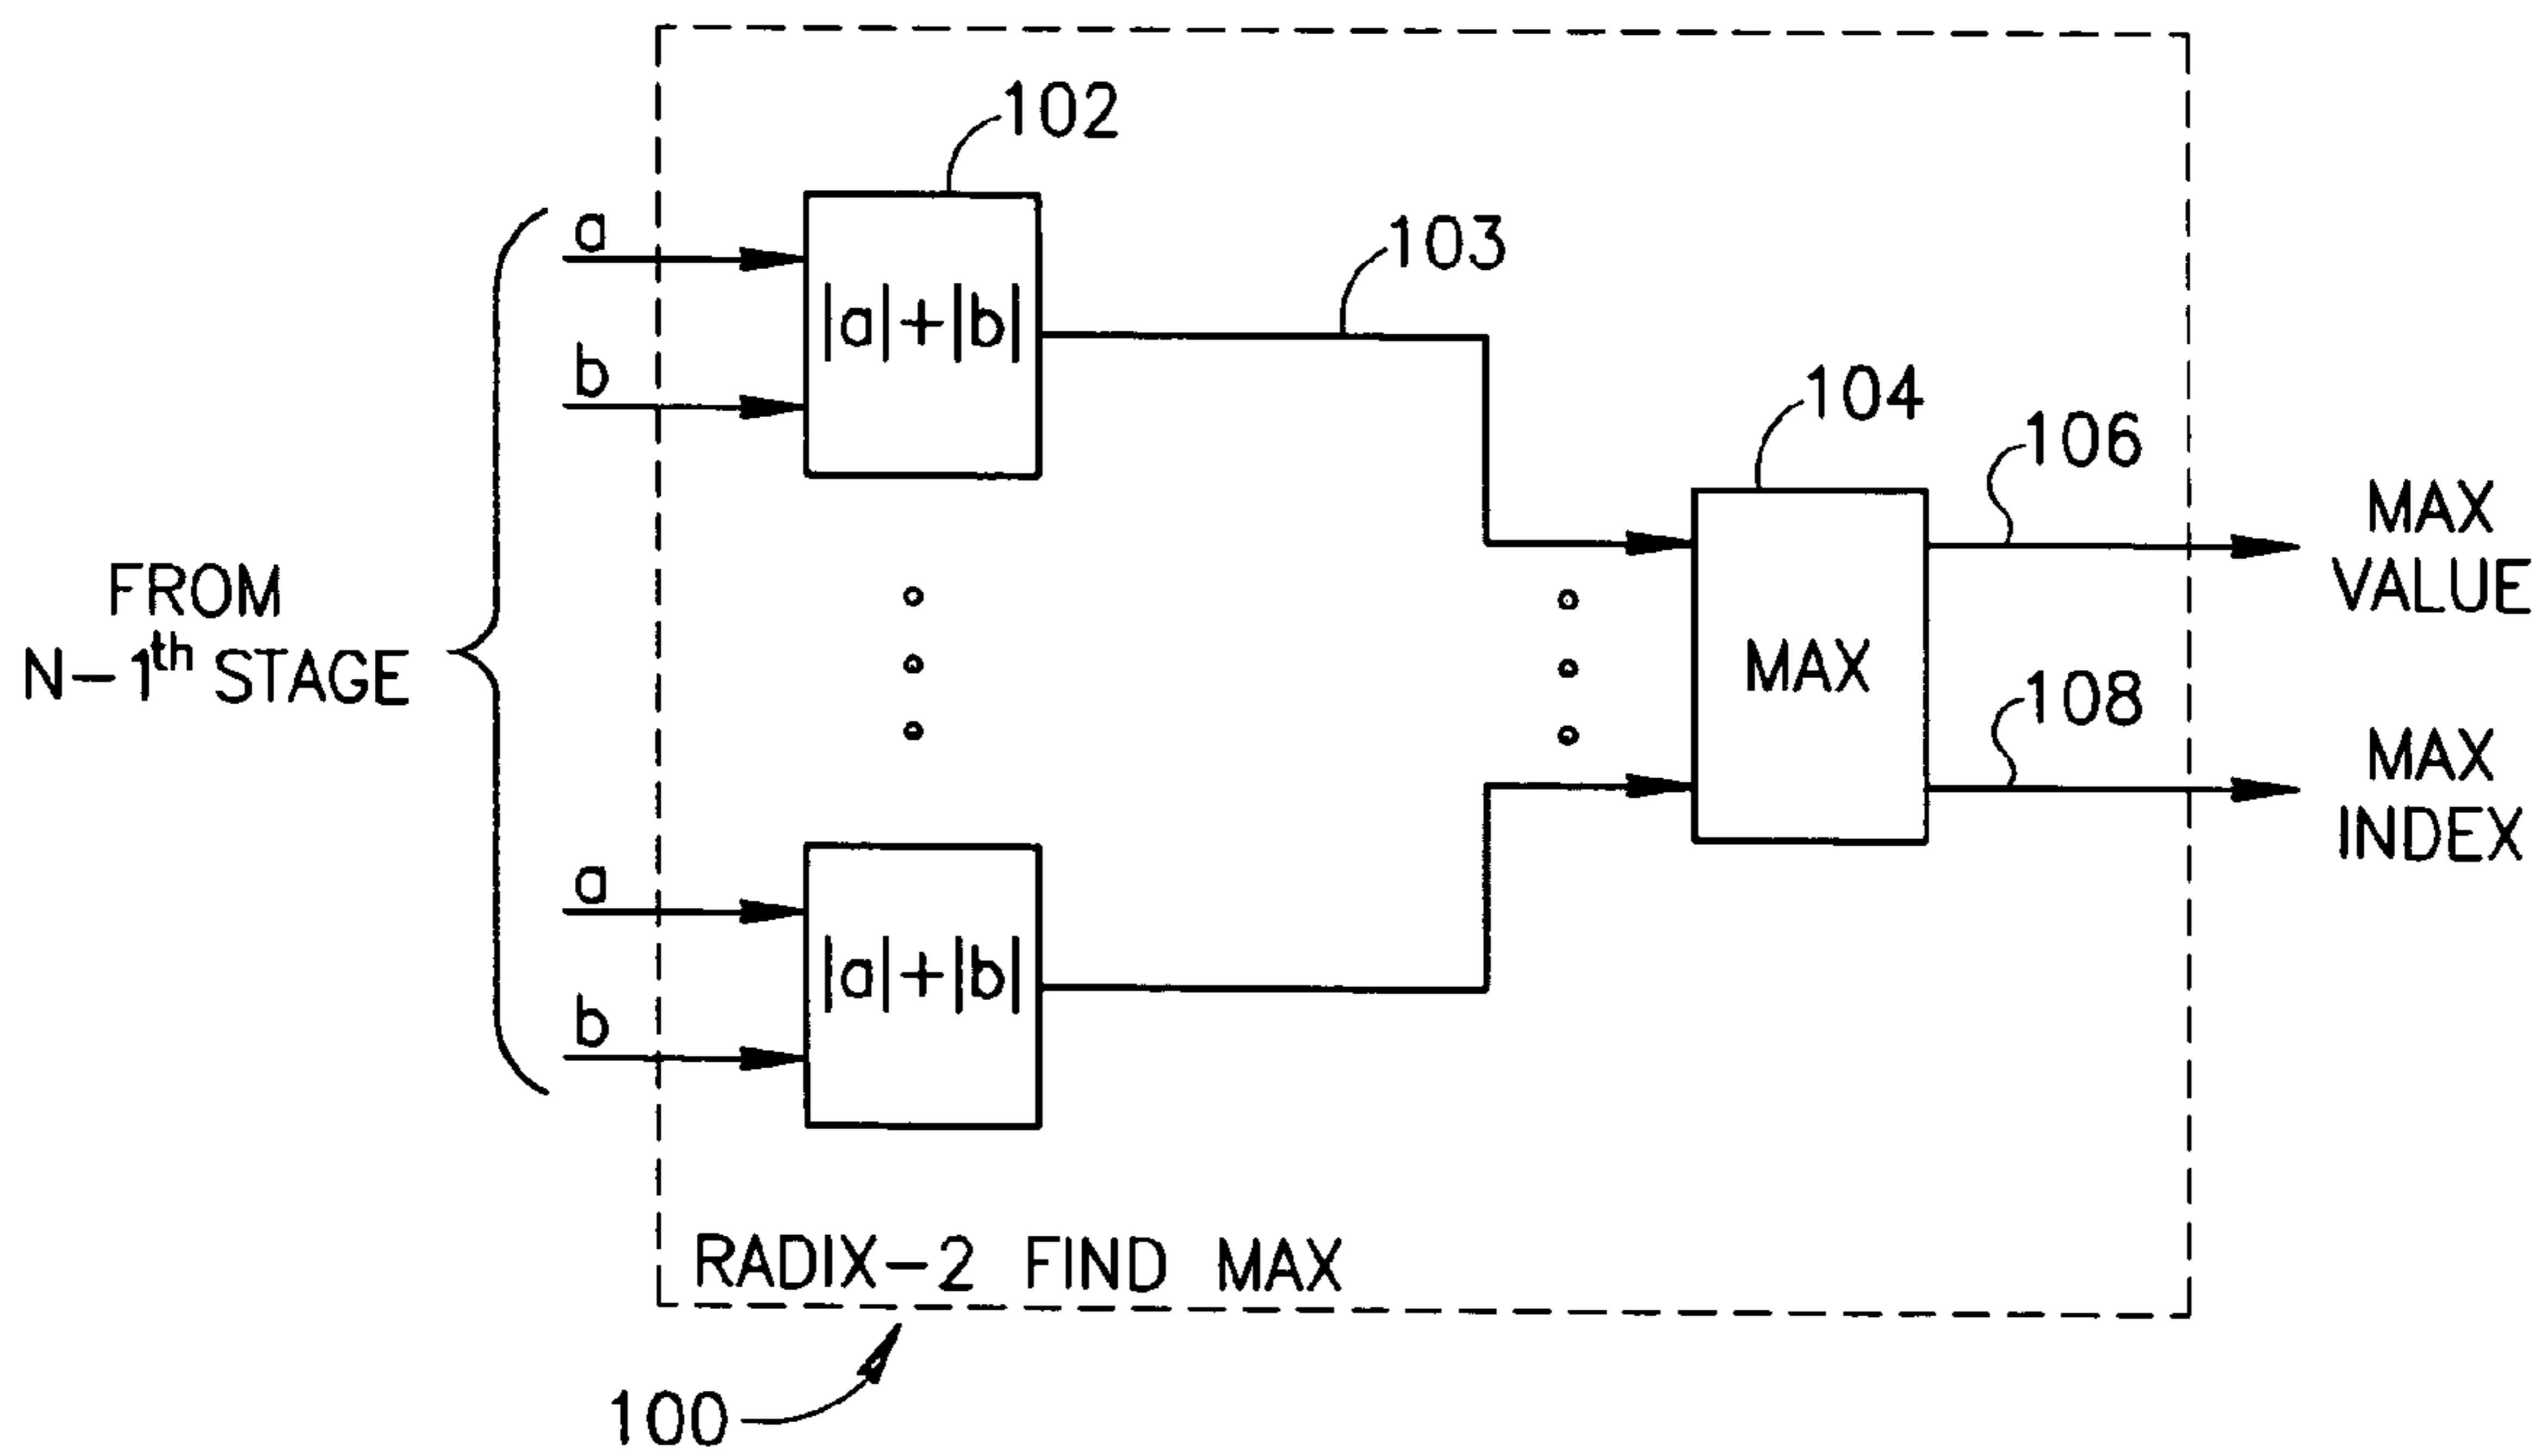 102
a
103
|a|+|b|
b
104
106
MAX
VALUE
FROM
N-1th STAGE
MAX
108
MAX
INDEX
a
|a|+|b|
b
RADIX-2 FIND MAX
100